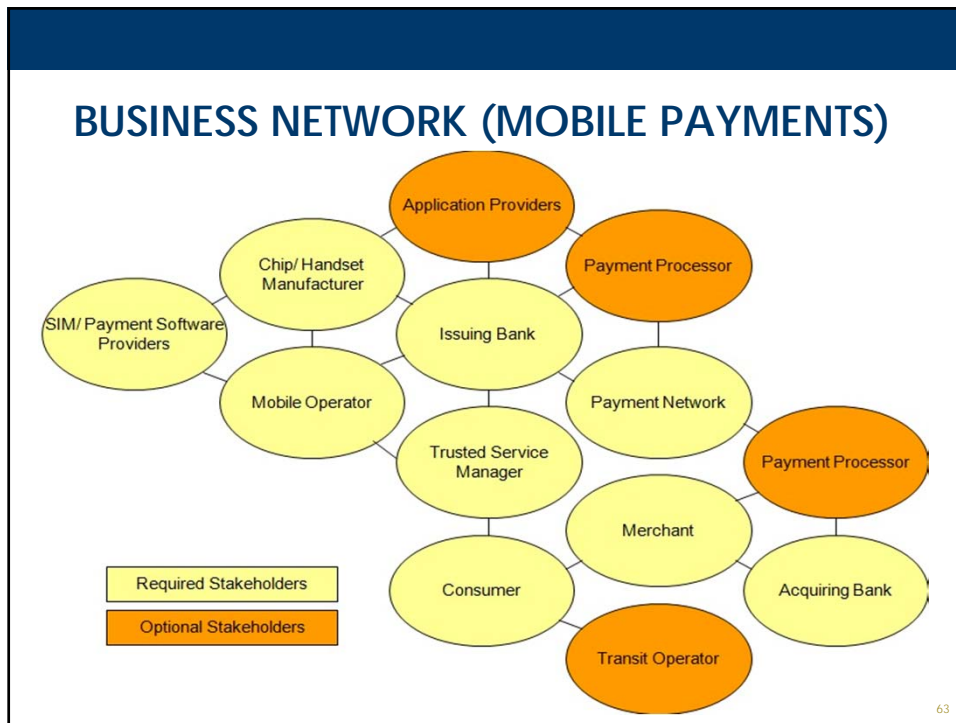 BUSINESS NETWORK (MOBILE PAYMENTS)
Application Providers
Payment Processor
Chip/ Handset
Manufacturer
SIM/ Payment Software
Providers
Issuing Bank
Mobile Operator
Payment Network
Trusted Service
Manager
Payment Processor
Merchant
Required Stakeholders
Consumer
Acquiring Bank
Optional Stakeholders
Transit Operator
63